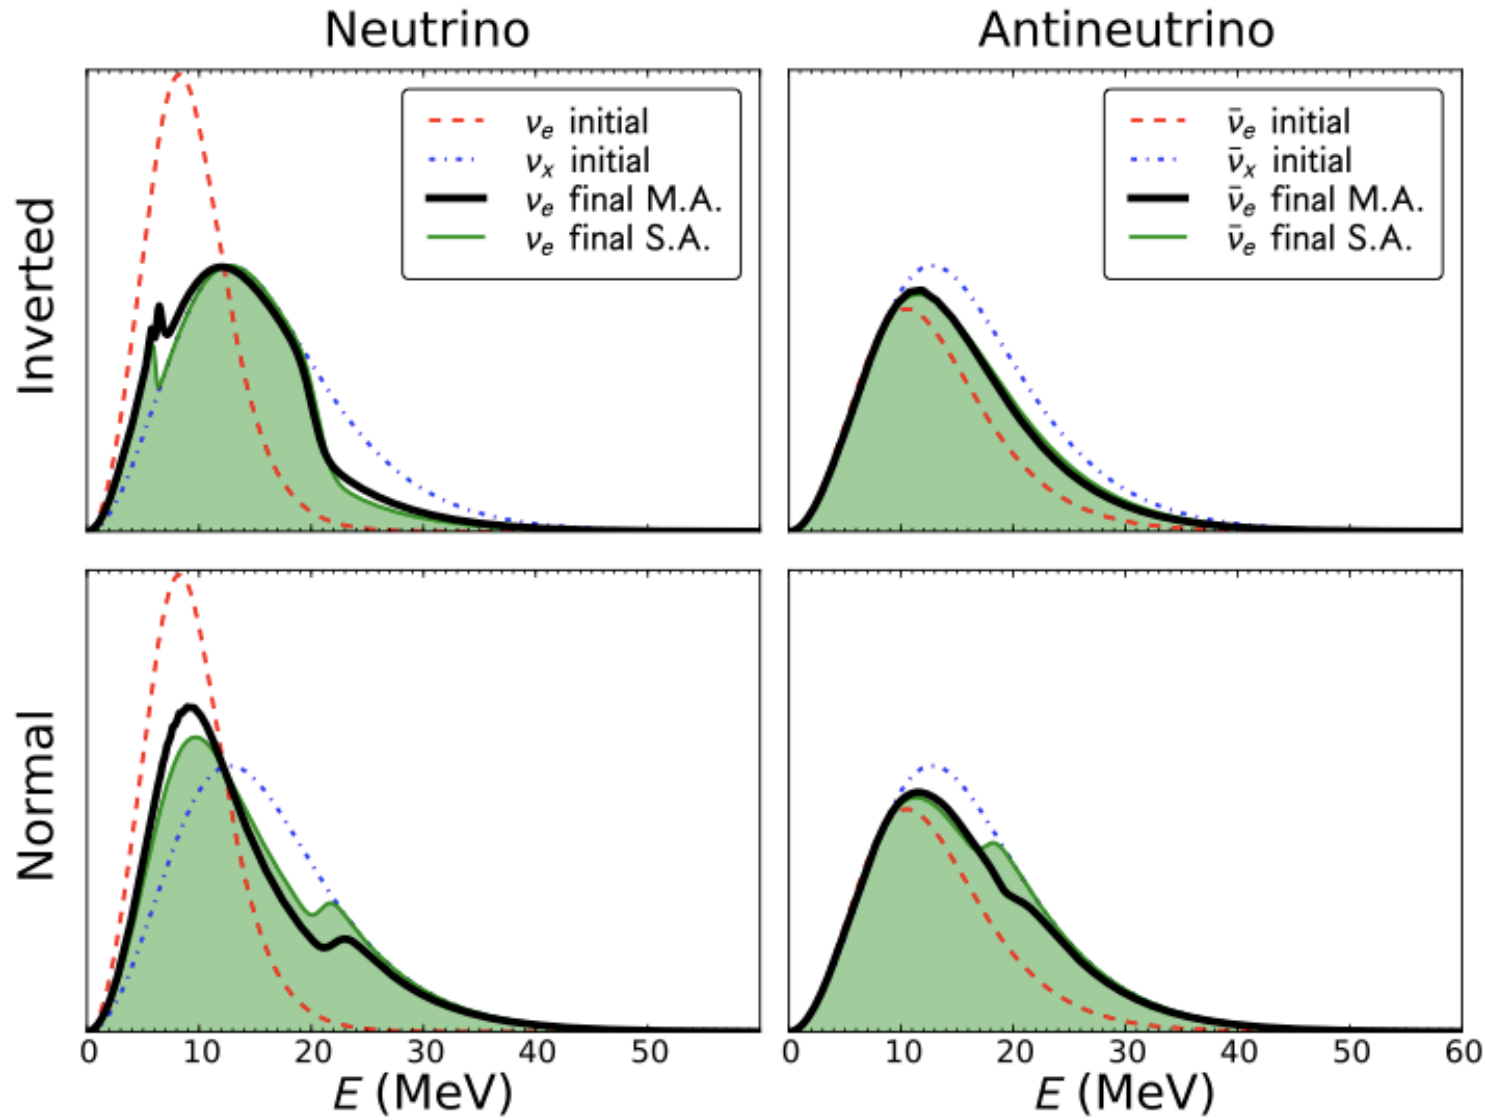 Neutrino
Antineutrino
Inverted
νₑ initial
νₓ initial
νₑ final M.A.
νₑ final S.A.
ν̄ₑ initial
ν̄ₓ initial
ν̄ₑ final M.A.
ν̄ₑ final S.A.
Normal
0 10 20 30 40 50
0 10 20 30 40 50 60
E (MeV)
E (MeV)